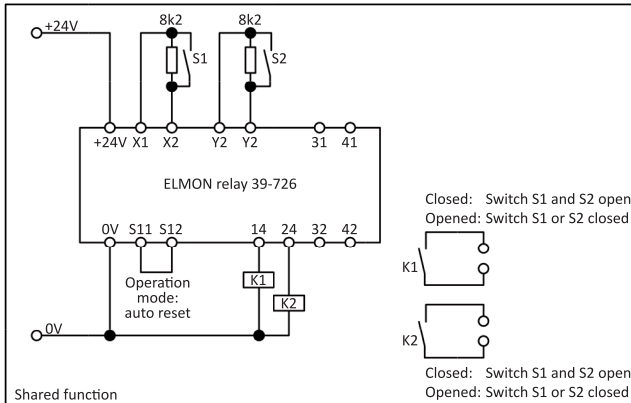 +24V
8k2
8k2
S1
S2
+24V X1 X2 Y2 Y2 31 41
ELMON relay 39-726
0V S11 S12 14 24 32 42
Operation
mode:
auto reset
K1
K2
0V
Shared function
Closed: Switch S1 and S2 open
Opened: Switch S1 or S2 closed
K1
K2
Closed: Switch S1 and S2 open
Opened: Switch S1 or S2 closed